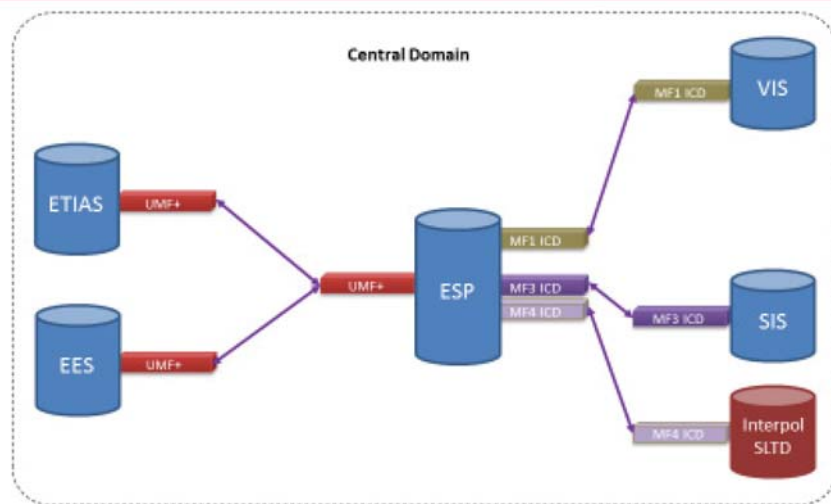 Central Domain
MF1 ICD
VIS
ETIAS
UMF+
MF1 ICD
UMF+
ESP
MF3 ICD
MF4 ICD
MF3 ICD
SIS
EES
UMF+
MF4 ICD
Interpol
SLTD